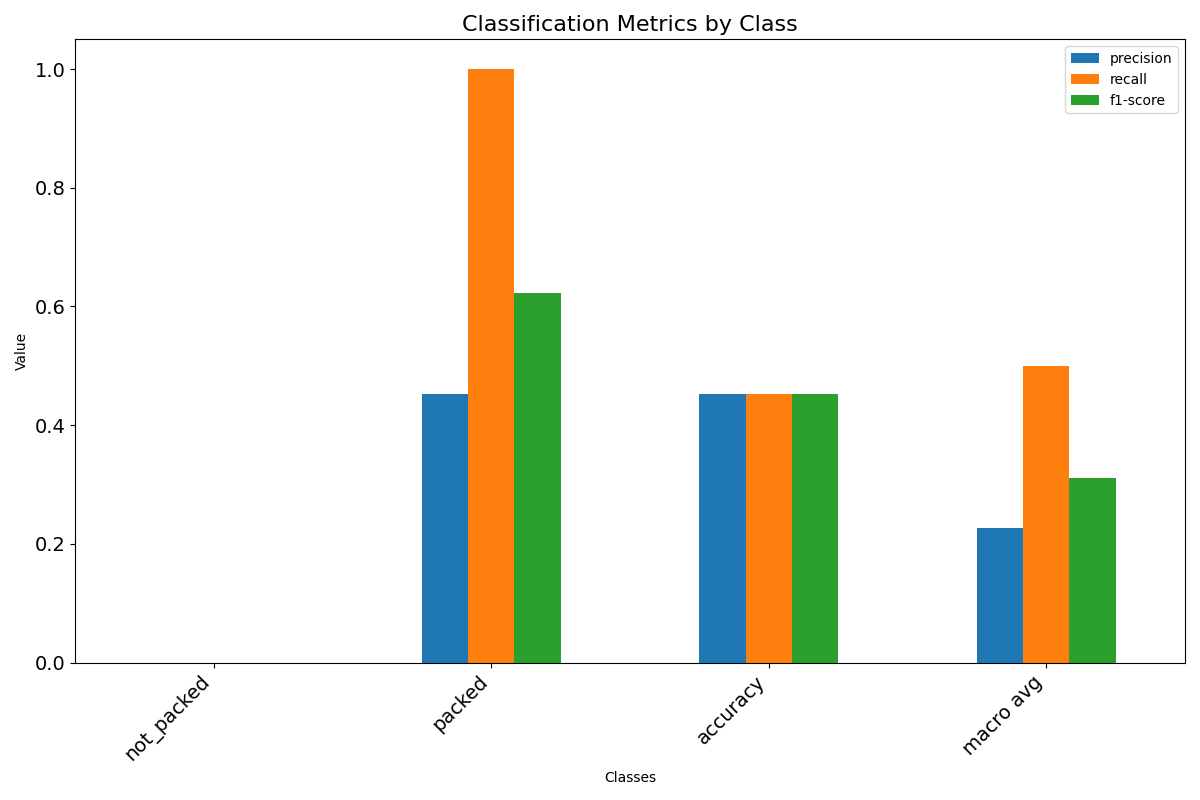 Classification Metrics by Class
precision
recall
f1-score
1.0
0.8
0.6
0.4
0.2
0.0
Value
not_packed
packed
accuracy
macro avg
Classes